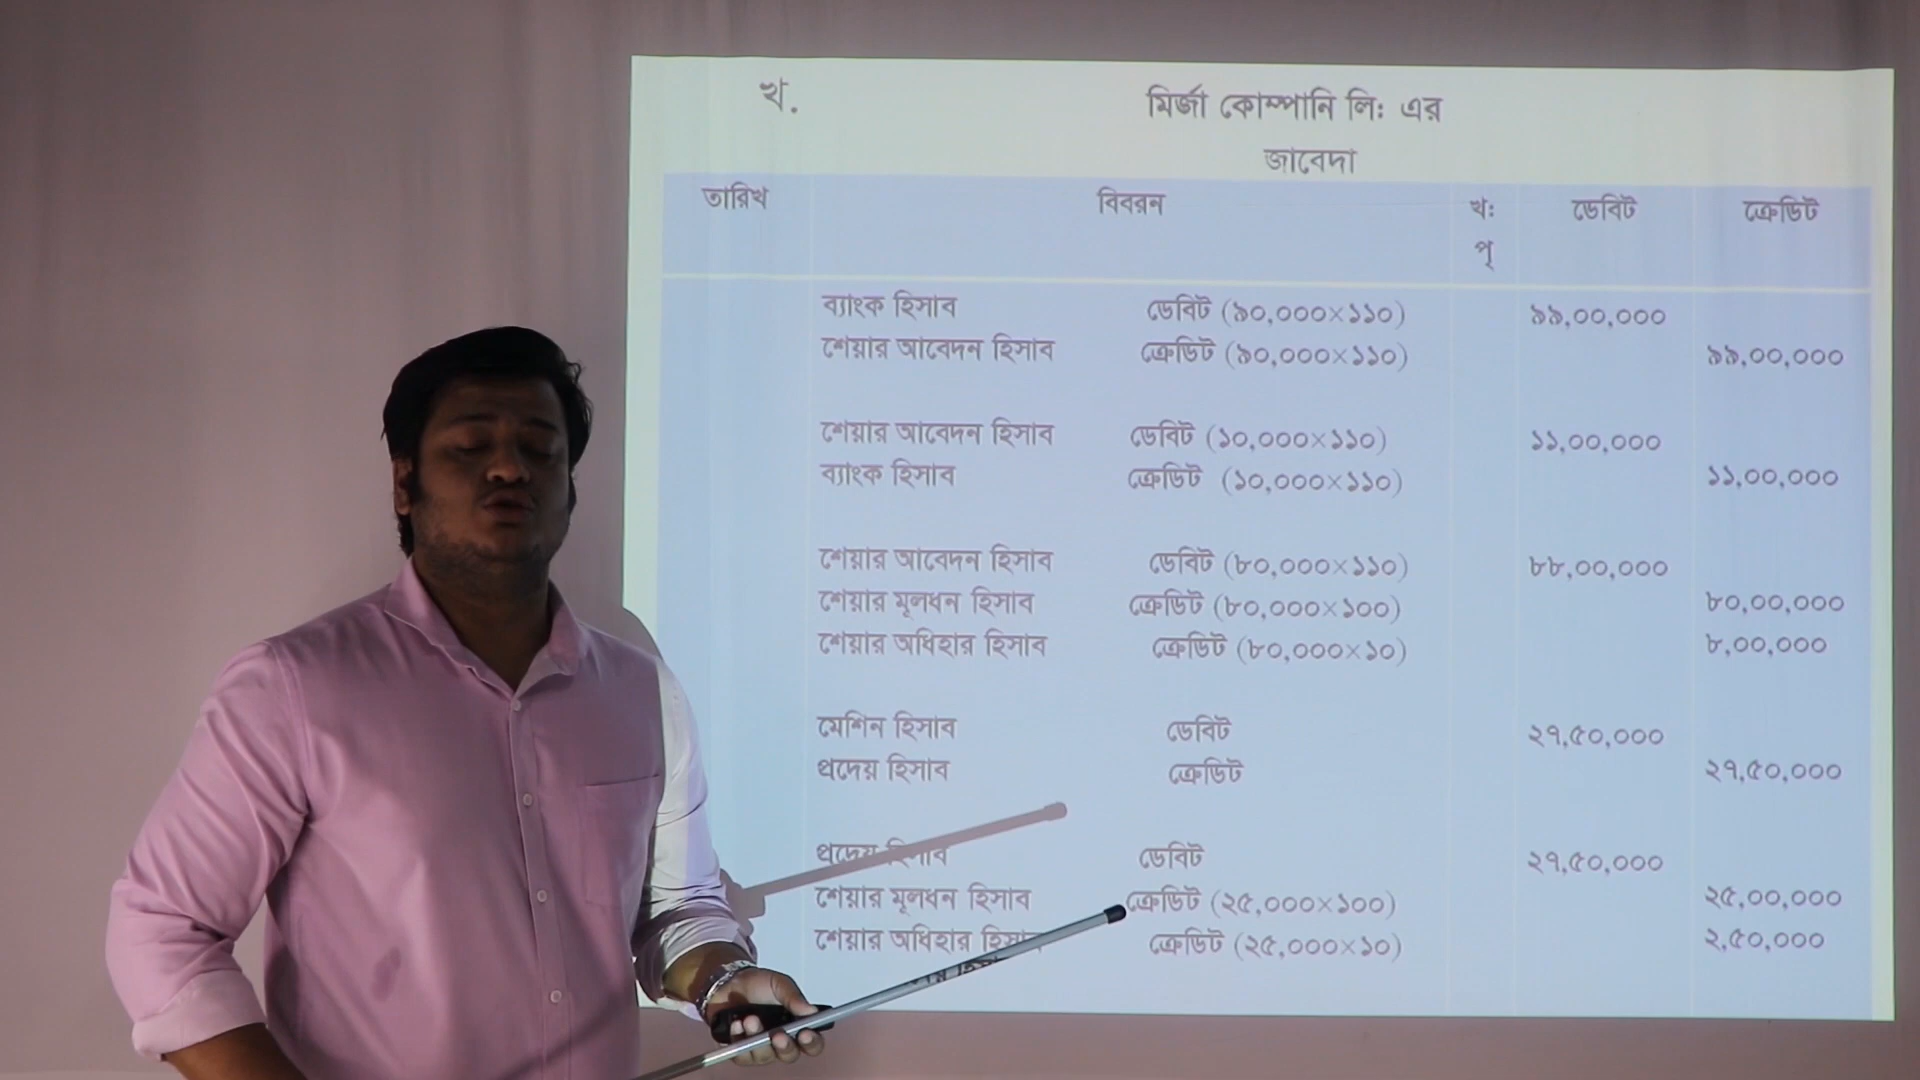 খ.
মির্জা কোম্পানি লিঃ এর
জাবেদা
তারিখ বিবরন খঃ পৃ ডেবিট ক্রেডিট
ব্যাংক হিসাব ডেবিট (৯০,০০০×১১০) ৯৯,০০,০০০
শেয়ার আবেদন হিসাব ক্রেডিট (৯০,০০০×১১০) ৯৯,০০,০০০
শেয়ার আবেদন হিসাব ডেবিট (১০,০০০×১১০) ১১,০০,০০০
ব্যাংক হিসাব ক্রেডিট (১০,০০০×১১০) ১১,০০,০০০
শেয়ার আবেদন হিসাব ডেবিট (৮০,০০০×১১০) ৮৮,০০,০০০
শেয়ার মূলধন হিসাব ক্রেডিট (৮০,০০০×১০০) ৮০,০০,০০০
শেয়ার অধিহার হিসাব ক্রেডিট (৮০,০০০×১০) ৮,০০,০০০
মেশিন হিসাব ডেবিট ২৭,৫০,০০০
প্রদেয় হিসাব ক্রেডিট ২৭,৫০,০০০
প্রদেয় হিসাব ডেবিট ২৭,৫০,০০০
শেয়ার মূলধন হিসাব ক্রেডিট (২৫,০০০×১০০) ২৫,০০,০০০
শেয়ার অধিহার হিসাব ক্রেডিট (২৫,০০০×১০) ২,৫০,০০০